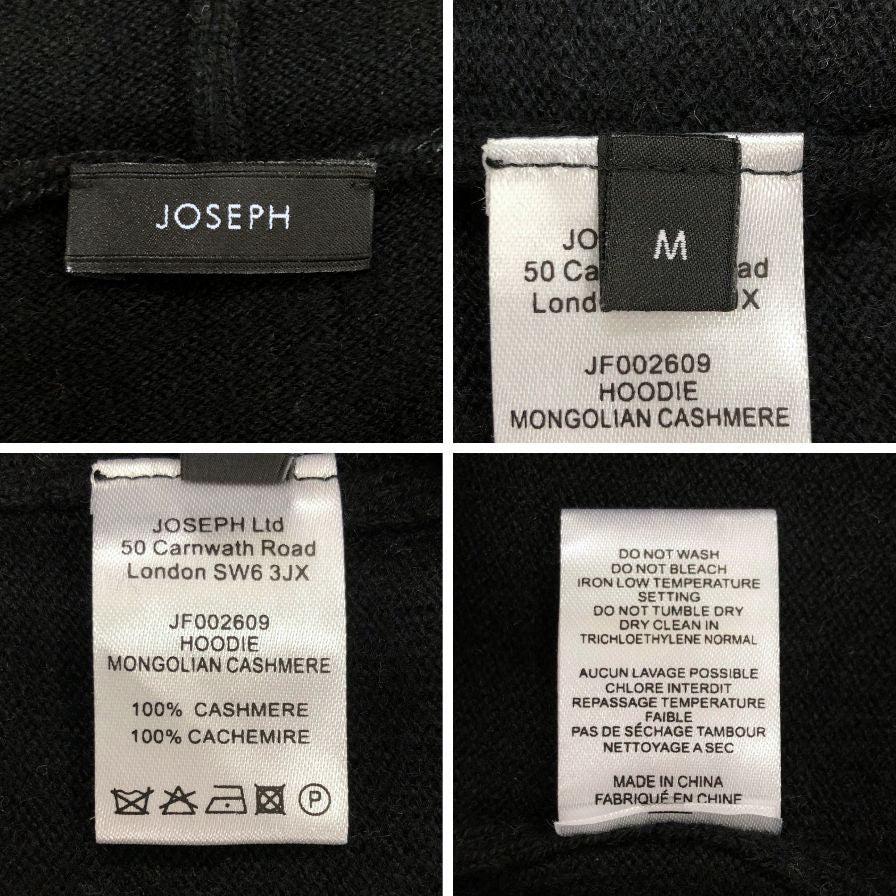 JOSEPH
M
JO
50 Ca ad
Lond JX
JF002609
HOODIE
MONGOLIAN CASHMERE
JOSEPH Ltd
50 Carnwath Road
London SW6 3JX
JF002609
HOODIE
MONGOLIAN CASHMERE
100% CASHMERE
100% CACHEMIRE
P
DO NOT WASH
DO NOT BLEACH
IRON LOW TEMPERATURE
SETTING
DO NOT TUMBLE DRY
DRY CLEAN IN
TRICHLOETHYLENE NORMAL
AUCUN LAVAGE POSSIBLE
CHLORE INTERDIT
REPASSAGE TEMPERATURE
FAIBLE
PAS DE SÉCHAGE TAMBOUR
NETTOYAGE A SEC
MADE IN CHINA
FABRIQUÉ EN CHINE